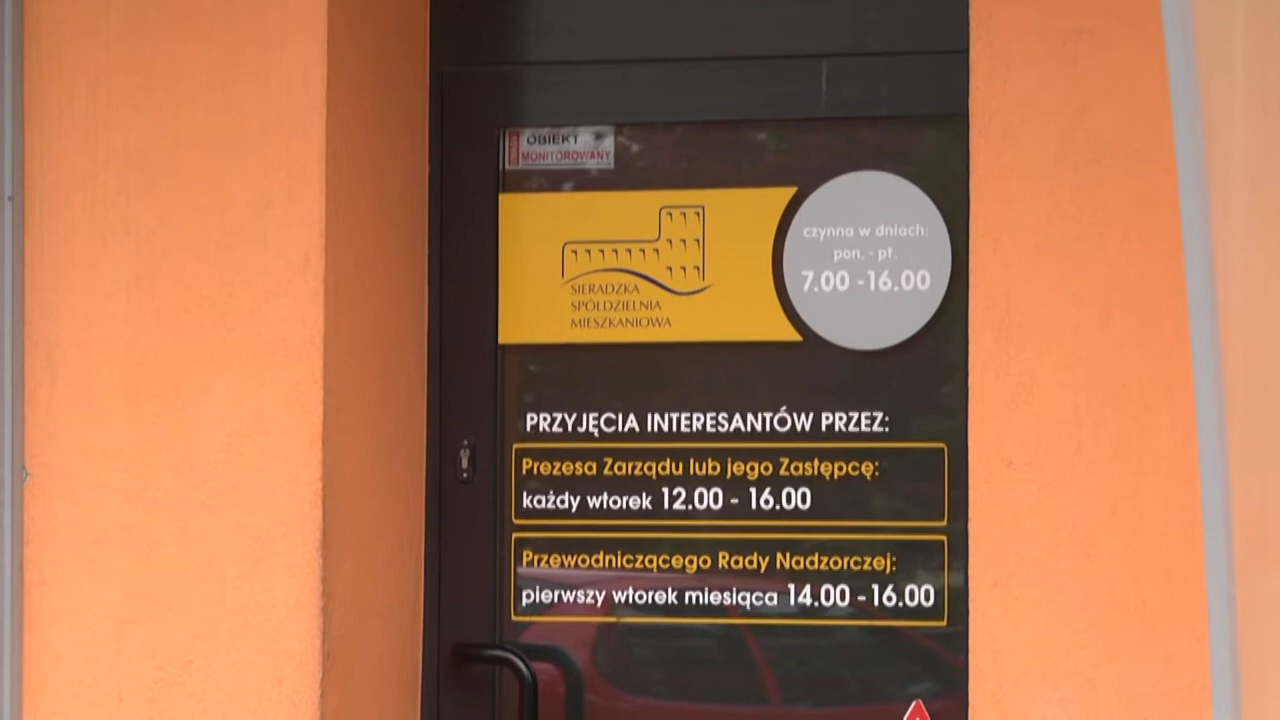 OBIEKT
MONITOROWANY
SIERADZKA
SPÓŁDZIELNIA
MIESZKANIOWA
czynna w dniach:
pon. - pt.
7.00 -16.00
PRZYJĘCIA INTERESANTÓW PRZEZ:
Prezesa Zarządu lub jego Zastępcę:
każdy wtorek 12.00 - 16.00
Przewodniczącego Rady Nadzorczej:
pierwszy wtorek miesiąca 14.00 -16.00